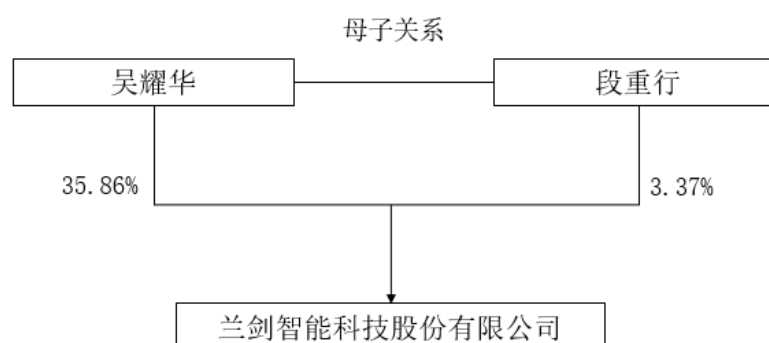 母子关系
吴耀华
段重行
35.86%
3.37%
兰剑智能科技股份有限公司